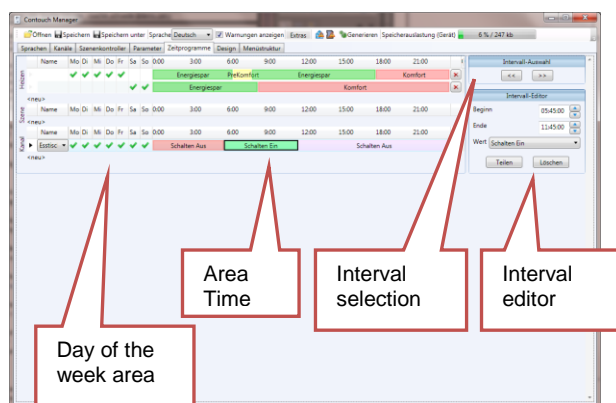 Contouch Manager
Öffnen Speichern Speichern unter Sprache Deutsch Warnungen anzeigen Extras Generieren Speicherauslastung (Gerät) 6 % / 247 kb
Sprachen Kanäle Szenenkontroller Parameter Zeitprogramme Design Menüstruktur
Heizen
Name Mo Di Mi Do Fr Sa So 0:00 3:00 6:00 9:00 12:00 15:00 18:00 21:00
Energiespar PreKomfort Energiespar Komfort
Energiespar Komfort
<neu>
Szene
Name Mo Di Mi Do Fr Sa So 0:00 3:00 6:00 9:00 12:00 15:00 18:00 21:00
<neu>
Kanal
Name Mo Di Mi Do Fr Sa So 0:00 3:00 6:00 9:00 12:00 15:00 18:00 21:00
Esstisc Schalten Aus Schalten Ein Schalten Aus
<neu>
Intervall-Auswahl
<< >>
Intervall-Editor
Beginn 05:45:00
Ende 11:45:00
Wert Schalten Ein
Teilen Löschen
Area
Time
Interval
selection
Interval
editor
Day of the
week area